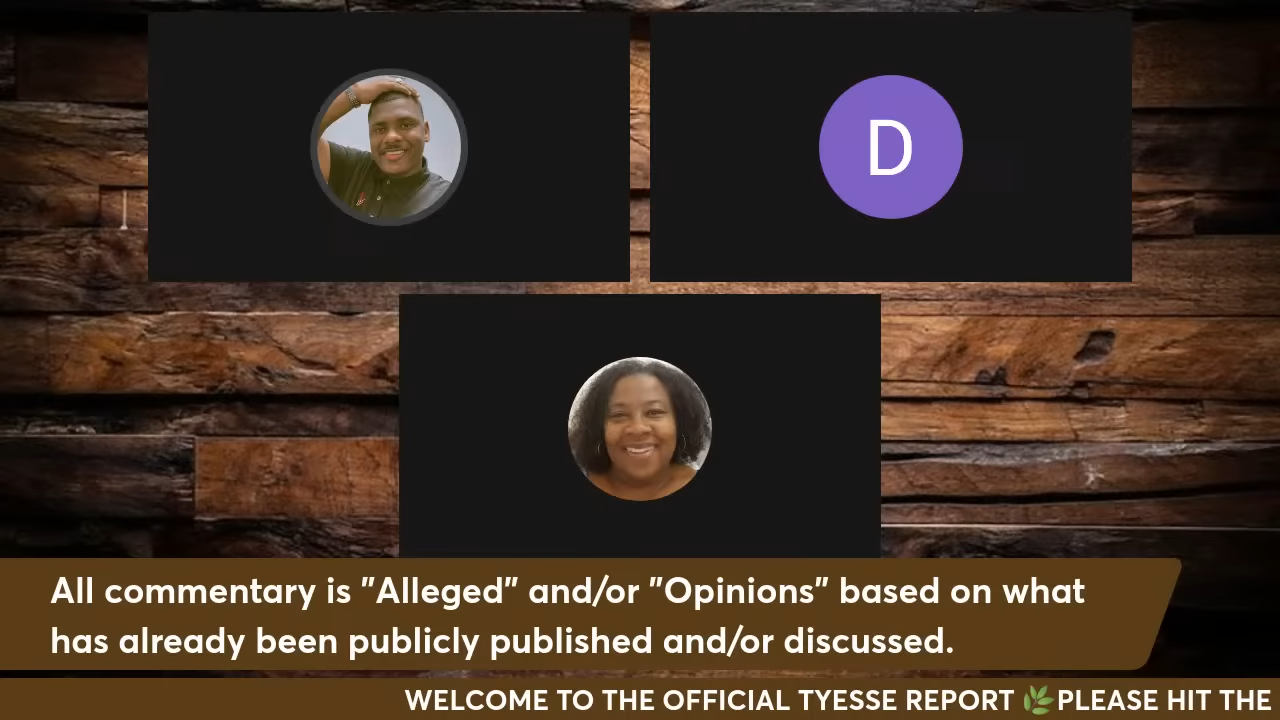 D
All commentary is "Alleged" and/or "Opinions" based on what
has already been publicly published and/or discussed.
WELCOME TO THE OFFICIAL TYESSE REPORT 🌿PLEASE HIT THE